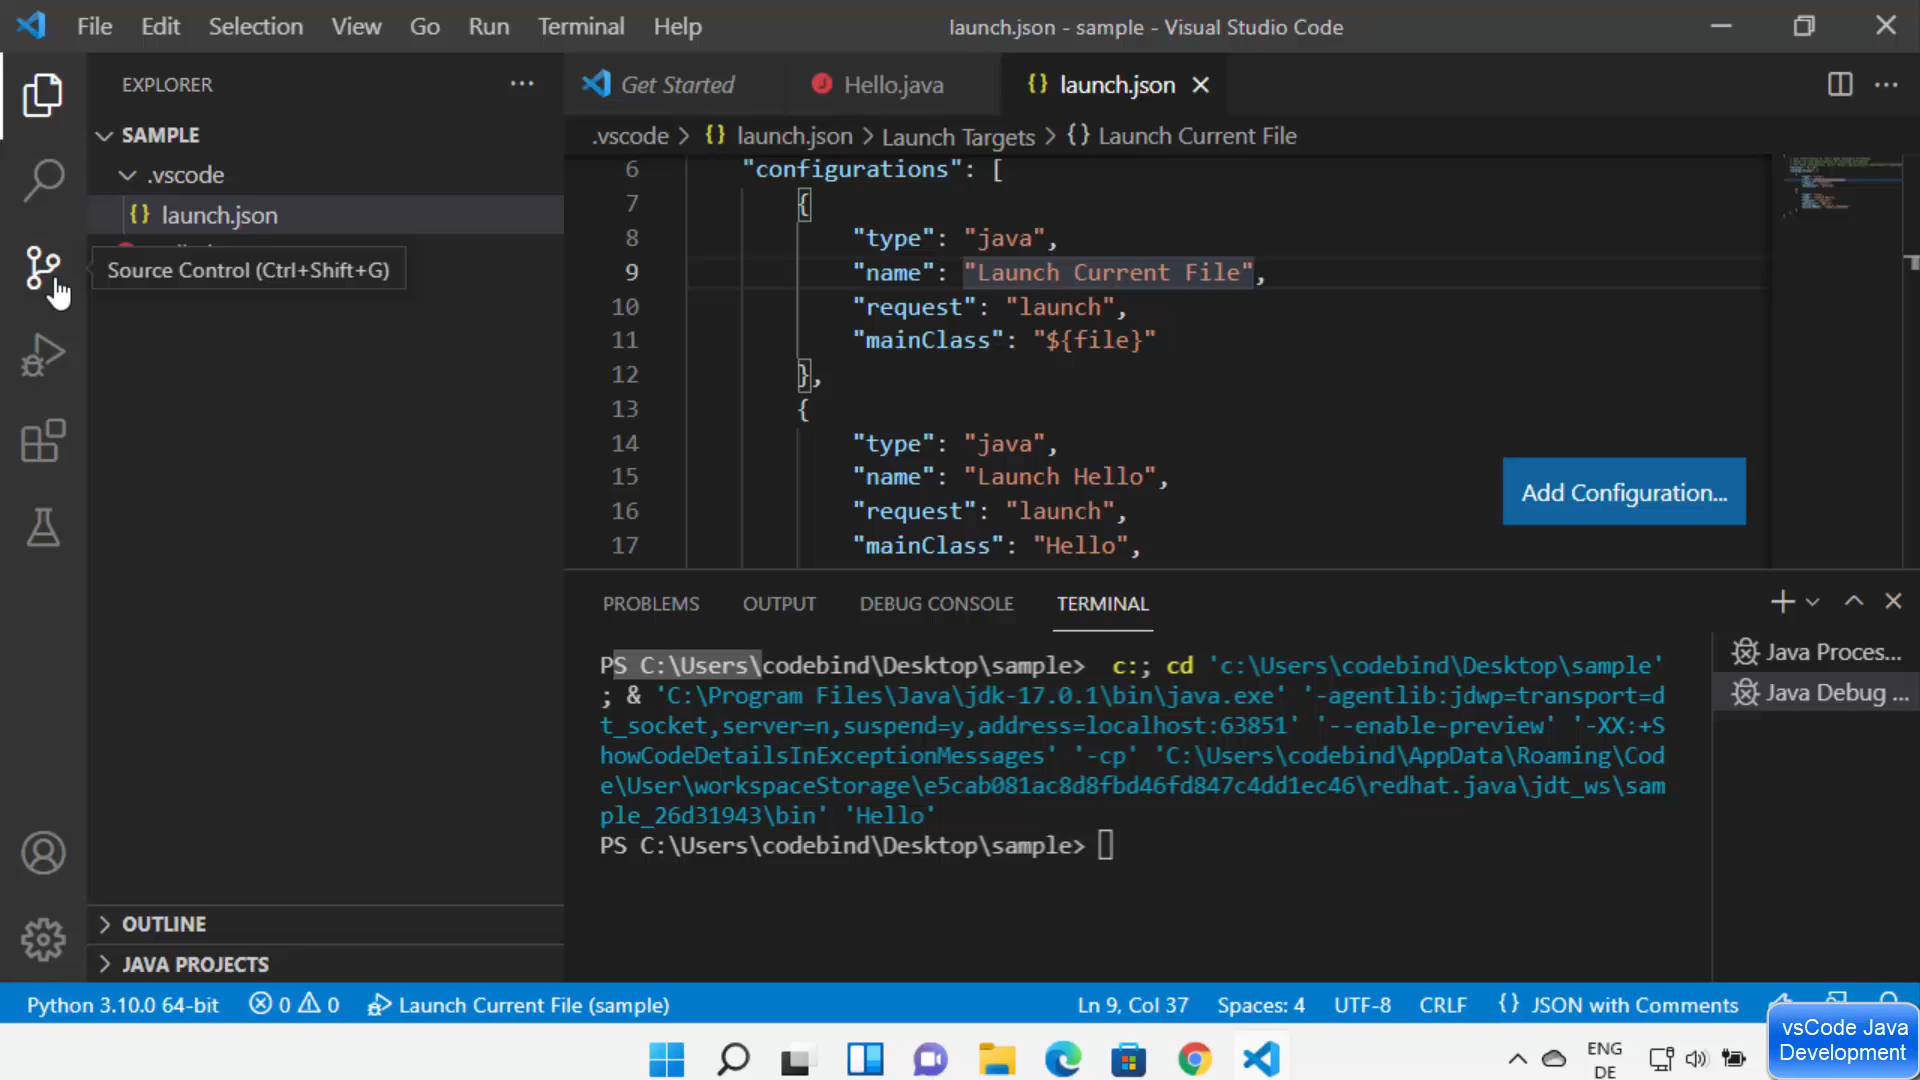 File Edit Selection View Go Run Terminal Help
launch.json - sample - Visual Studio Code
EXPLORER
SAMPLE
.vscode
launch.json
Source Control (Ctrl+Shift+G)
OUTLINE
JAVA PROJECTS
Get Started Hello.java launch.json
.vscode > {} launch.json > Launch Targets > {} Launch Current File
6 "configurations": [
7 {
8 "type": "java",
9 "name": "Launch Current File",
10 "request": "launch",
11 "mainClass": "${file}"
12 },
13 {
14 "type": "java",
15 "name": "Launch Hello",
16 "request": "launch",
17 "mainClass": "Hello",
Add Configuration...
PROBLEMS OUTPUT DEBUG CONSOLE TERMINAL
PS C:\Users\codebind\Desktop\sample> c:; cd 'c:\Users\codebind\Desktop\sample'
; & 'C:\Program Files\Java\jdk-17.0.1\bin\java.exe' '-agentlib:jdwp=transport=d
t_socket,server=n,suspend=y,address=localhost:63851' '--enable-preview' '-XX:+S
howCodeDetailsInExceptionMessages' '-cp' 'C:\Users\codebind\AppData\Roaming\Cod
e\User\workspaceStorage\e5cab081ac8d8fbd46fd847c4dd1ec46\redhat.java\jdt_ws\sam
ple_26d31943\bin' 'Hello'
PS C:\Users\codebind\Desktop\sample>
Java Proces...
Java Debug ...
Python 3.10.0 64-bit 0 0 Launch Current File (sample) Ln 9, Col 37 Spaces: 4 UTF-8 CRLF {} JSON with Comments
ENG
DE
vsCode Java
Development